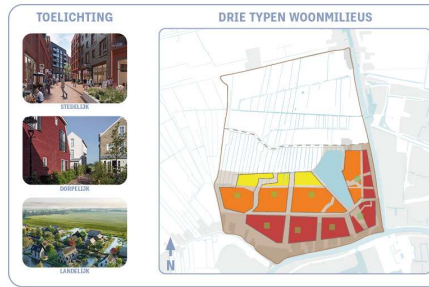 TOELICHTING
DRIE TYPEN WOONMILIEUS
STEDELIJK
DORPELIJK
LANDELIJK
N